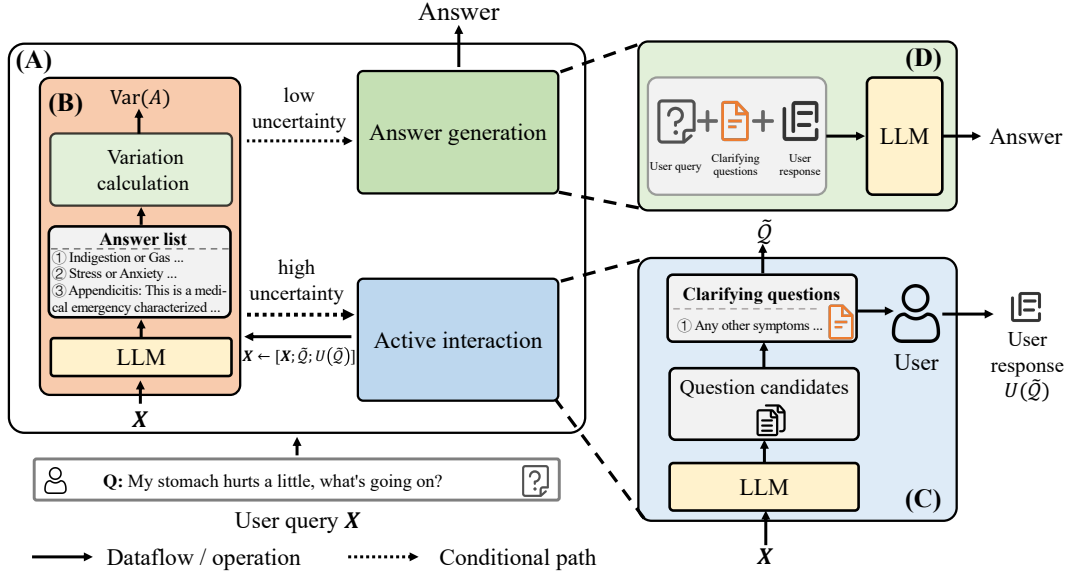 Answer
(A)
(B)
Var(A)
Variation
calculation
Answer list
① Indigestion or Gas ...
② Stress or Anxiety ...
③ Appendicitis: This is a medi-
cal emergency characterized ...
LLM
X
low
uncertainty
high
uncertainty
X ← [X; Q̃; U(Q̃)]
Answer generation
Active interaction
Q: My stomach hurts a little, what's going on?
User query X
Dataflow / operation
Conditional path
(D)
User query
+
Clarifying
questions
+
User
response
LLM
Answer
Q̃
Clarifying questions
① Any other symptoms ...
User
User
response
U(Q̃)
Question candidates
LLM
(C)
X